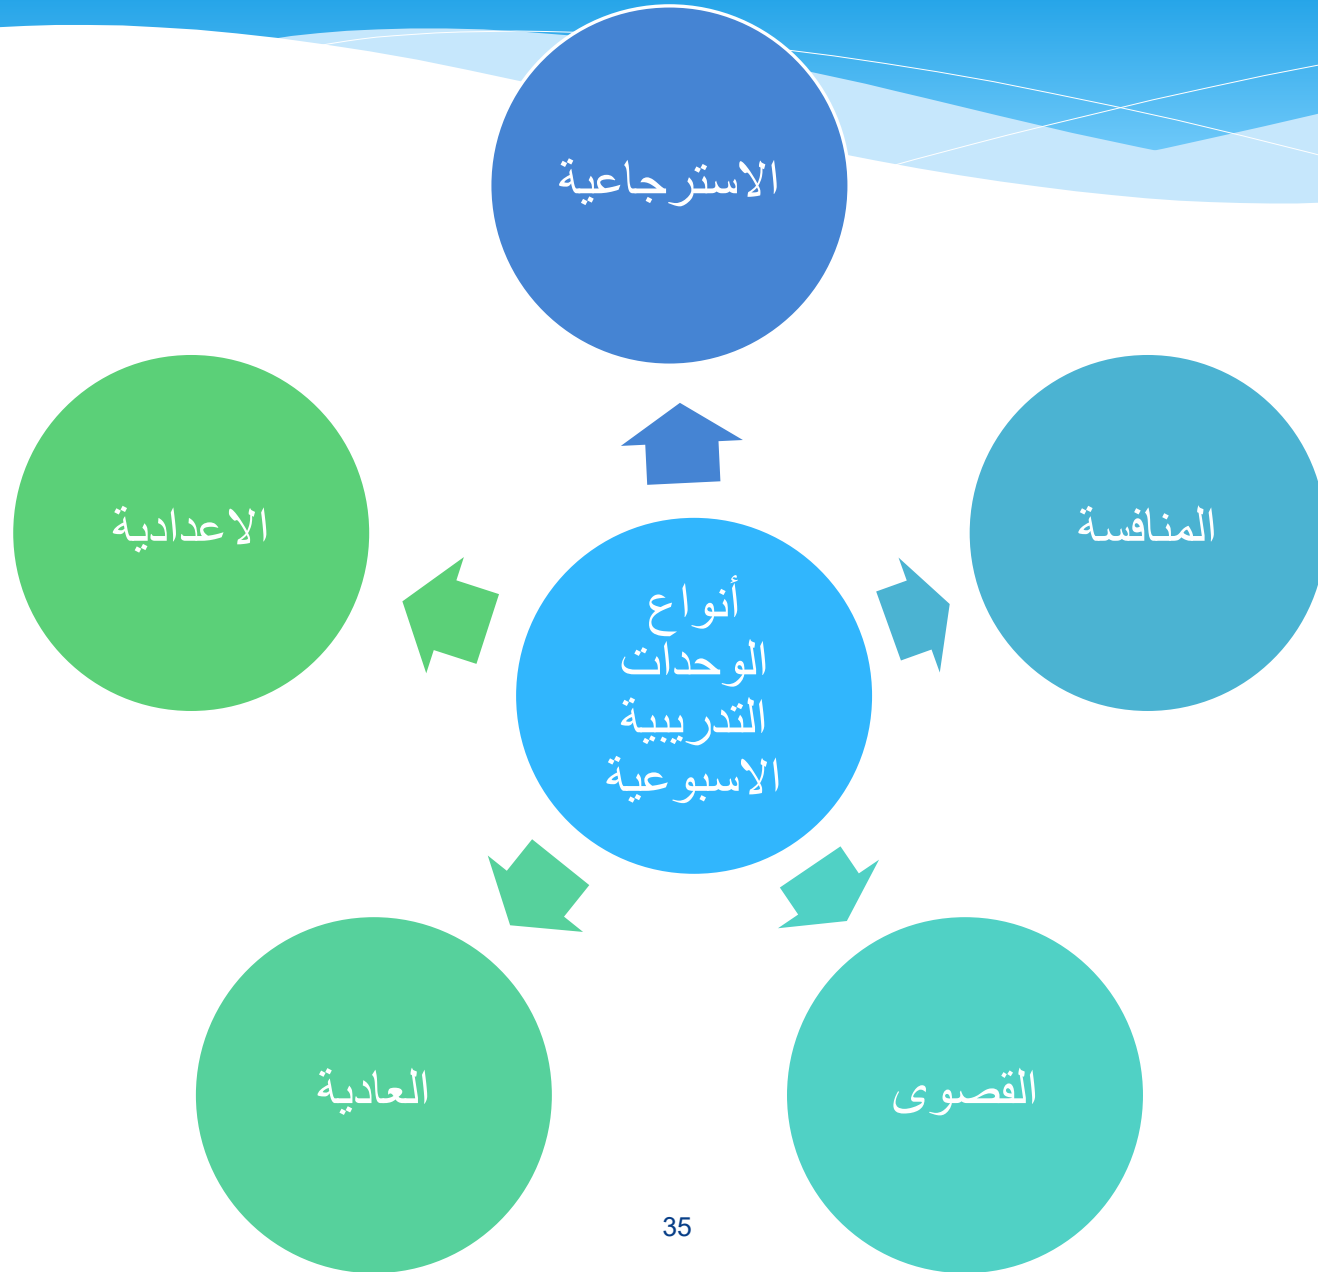 الاسترجاعية
المنافسة
الاعدادية
أنواع
الوحدات
التدريبية
الاسبوعية
القصوى
العادية
35